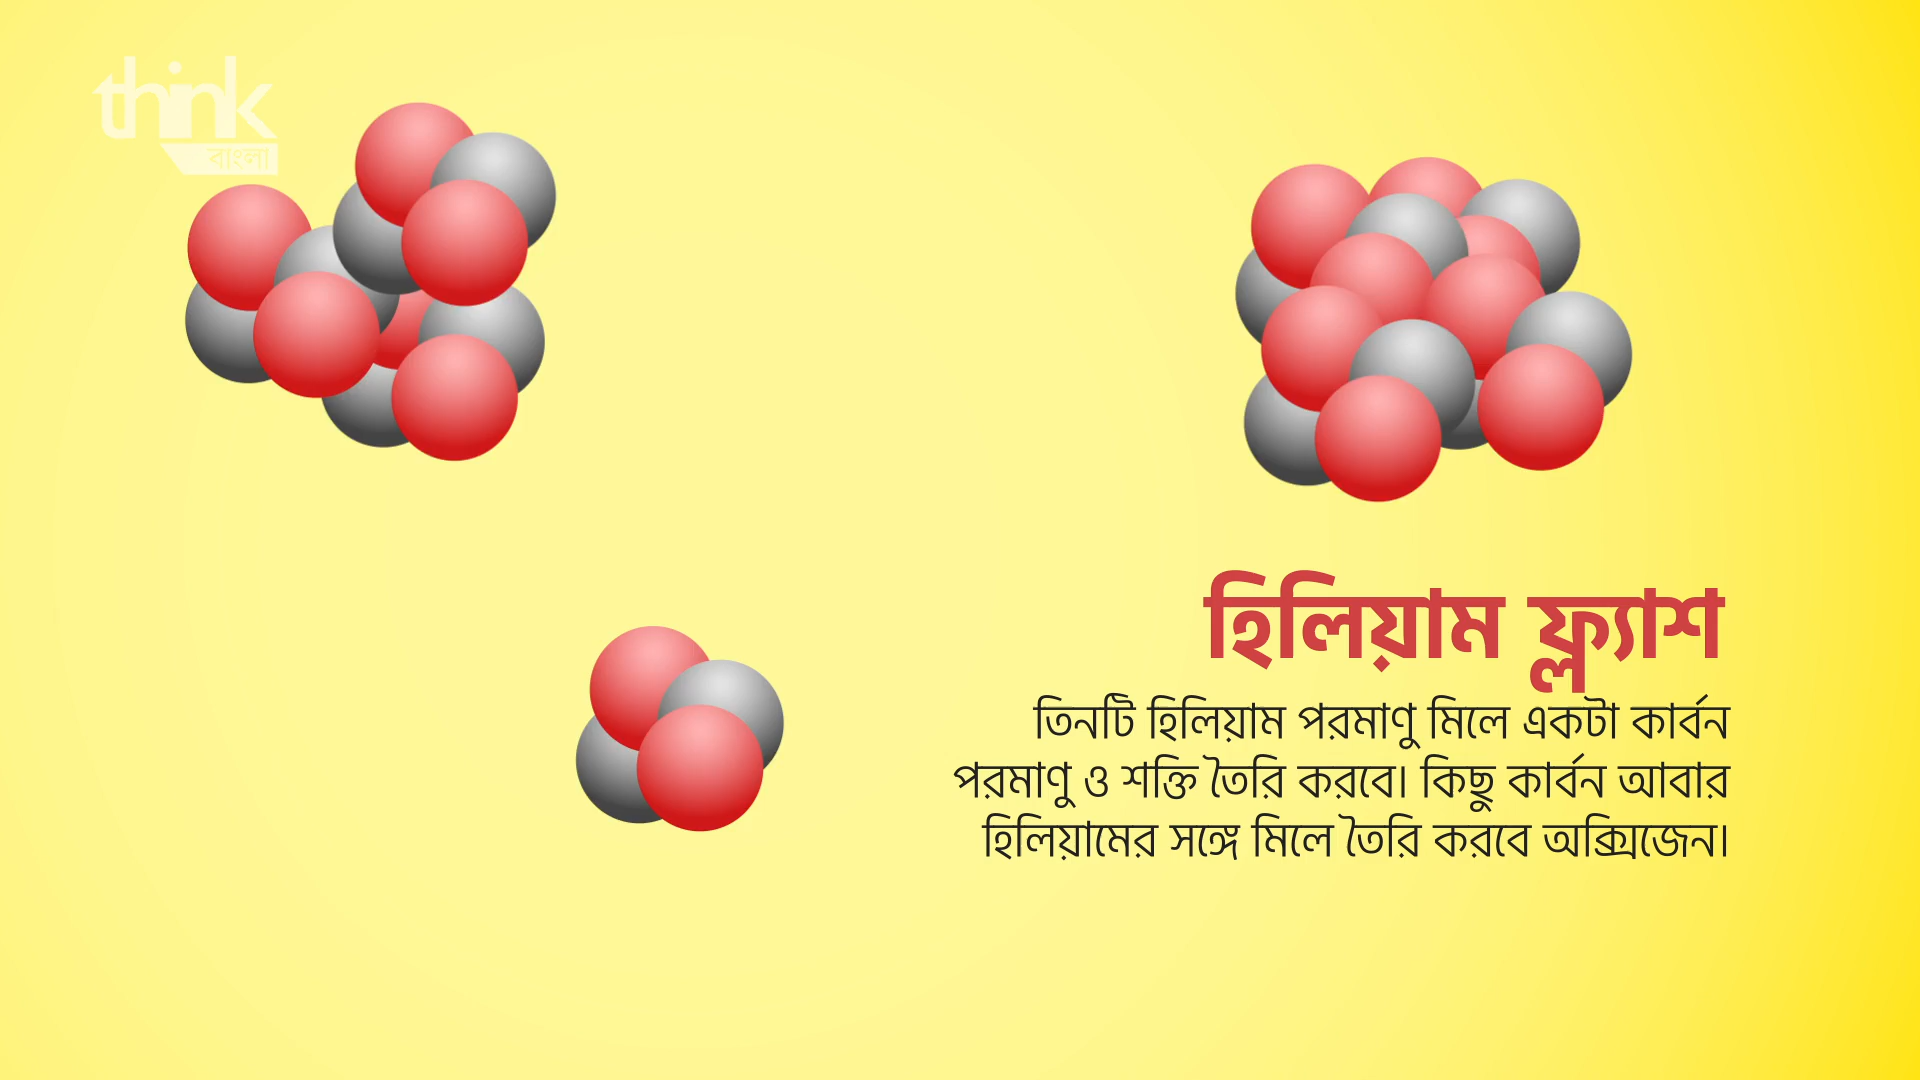 think
বাংলা
হিলিয়াম ফ্ল্যাশ
তিনটি হিলিয়াম পরমাণু মিলে একটা কার্বন
পরমাণু ও শক্তি তৈরি করবে। কিছু কার্বন আবার
হিলিয়ামের সঙ্গে মিলে তৈরি করবে অক্সিজেন।